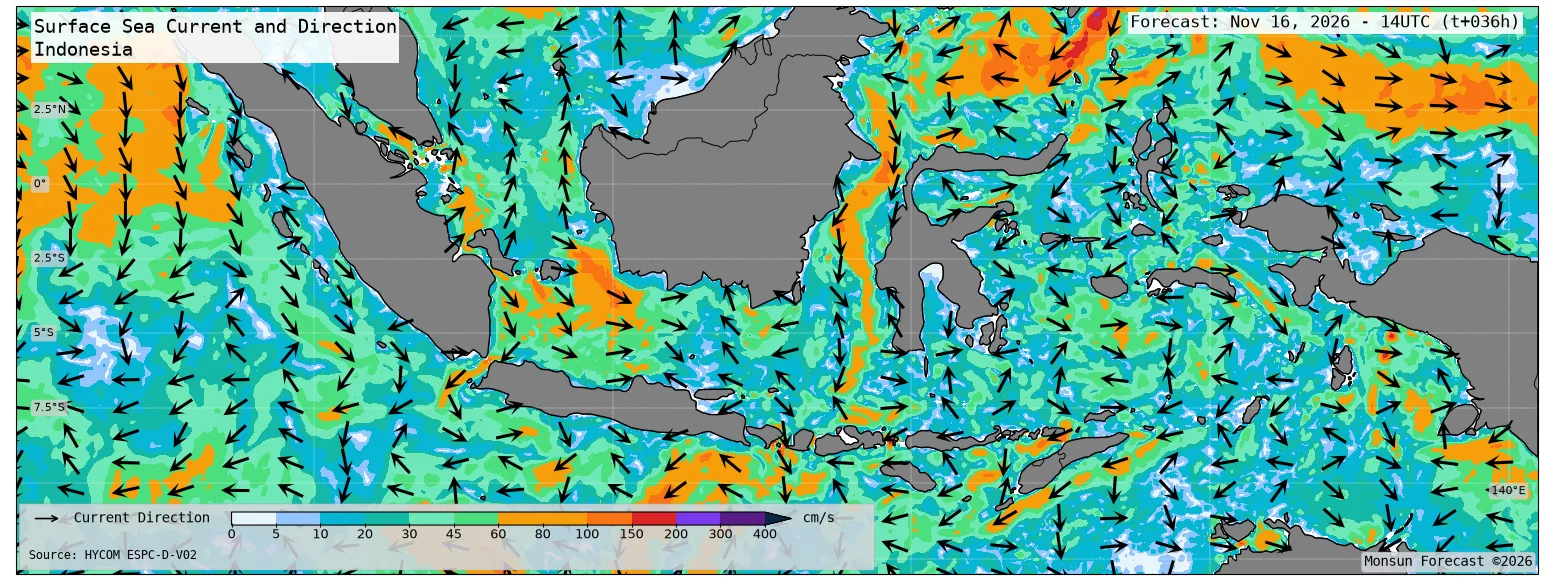 Surface Sea Current and Direction
Indonesia
Forecast: Nov 16, 2026 - 14UTC (t+036h)
2.5°N
0°
2.5°S
5°S
7.5°S
140°E
Current Direction
0 5 10 20 30 45 60 80 100 150 200 300 400 cm/s
Source: HYCOM ESPC-D-V02
Monsun Forecast ©2026